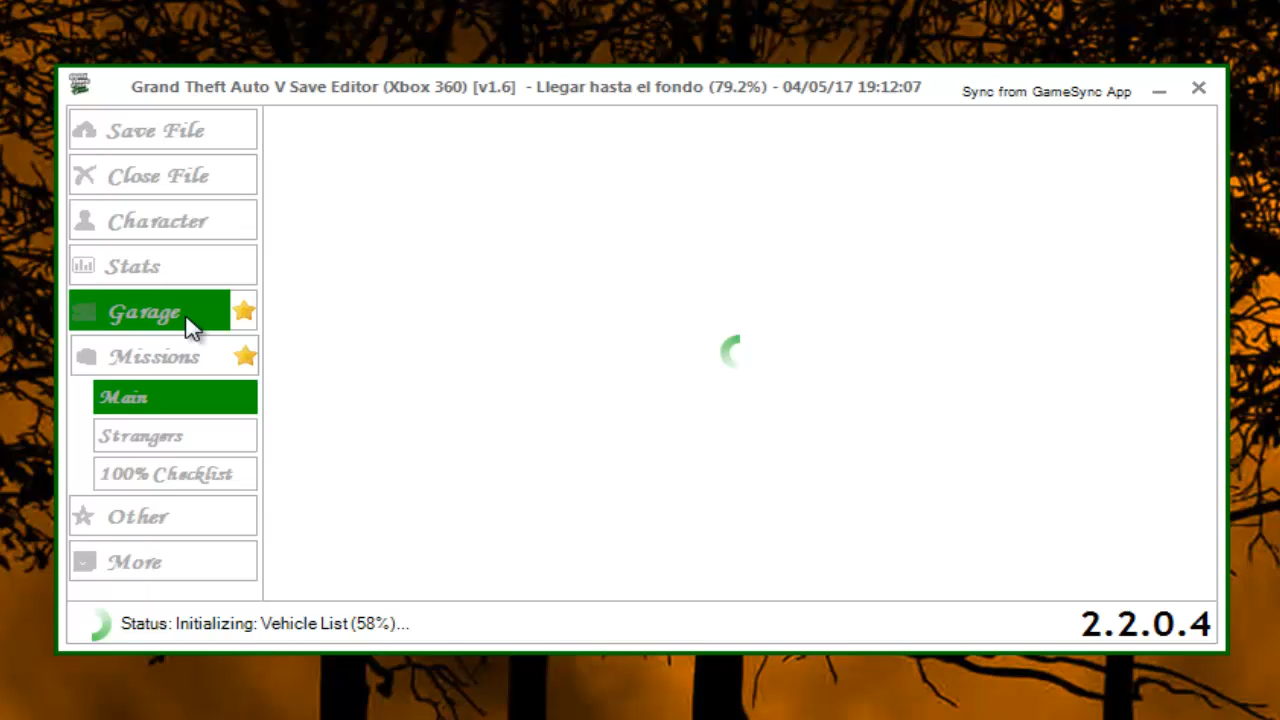 Grand Theft Auto V Save Editor (Xbox 360) [v1.6] - Llegar hasta el fondo (79.2%) - 04/05/17 19:12:07
Sync from GameSync App
Save File
Close File
Character
Stats
Garage
Missions
Main
Strangers
100% Checklist
Other
More
Status: Initializing: Vehicle List (58%)...
2.2.0.4